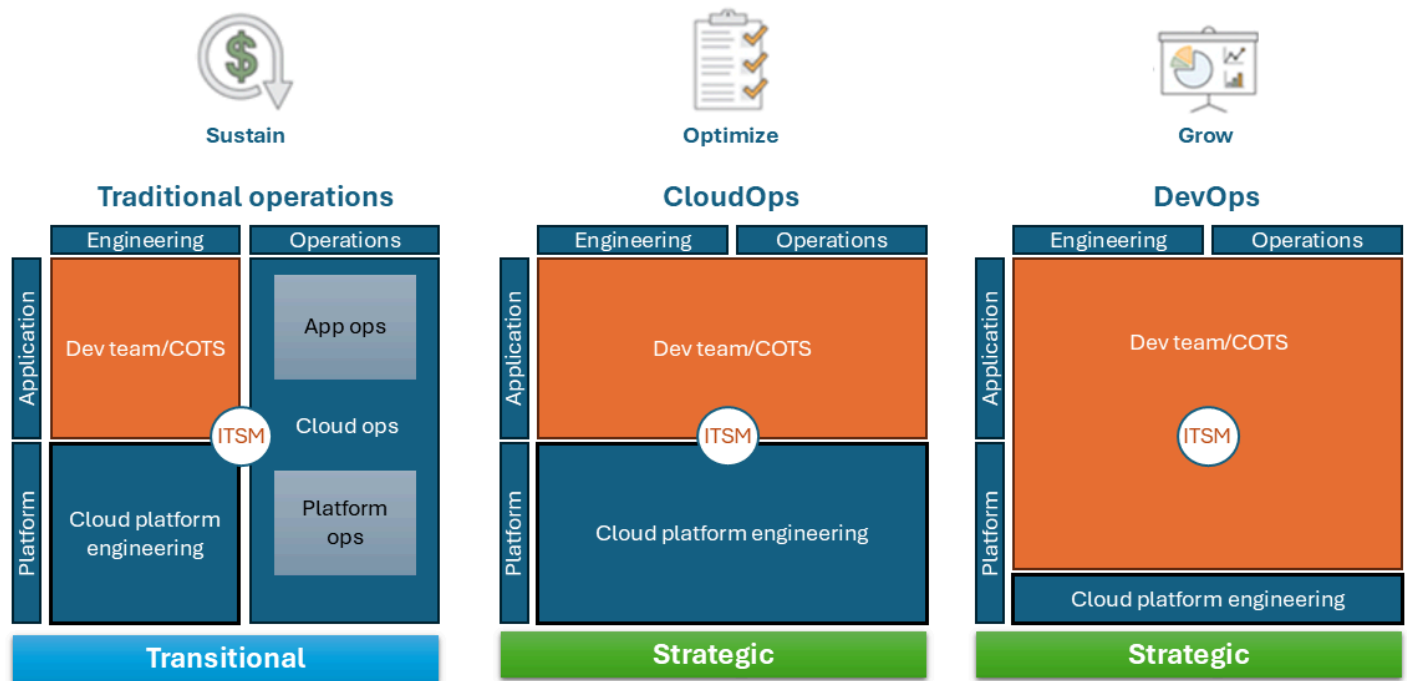 Sustain
Traditional operations
Engineering
Operations
Application
Dev team/COTS
App ops
ITSM
Cloud ops
Platform
Cloud platform
engineering
Platform
ops
Transitional
Optimize
CloudOps
Engineering
Operations
Application
Dev team/COTS
ITSM
Platform
Cloud platform engineering
Strategic
Grow
DevOps
Engineering
Operations
Application
Dev team/COTS
ITSM
Platform
Cloud platform engineering
Strategic